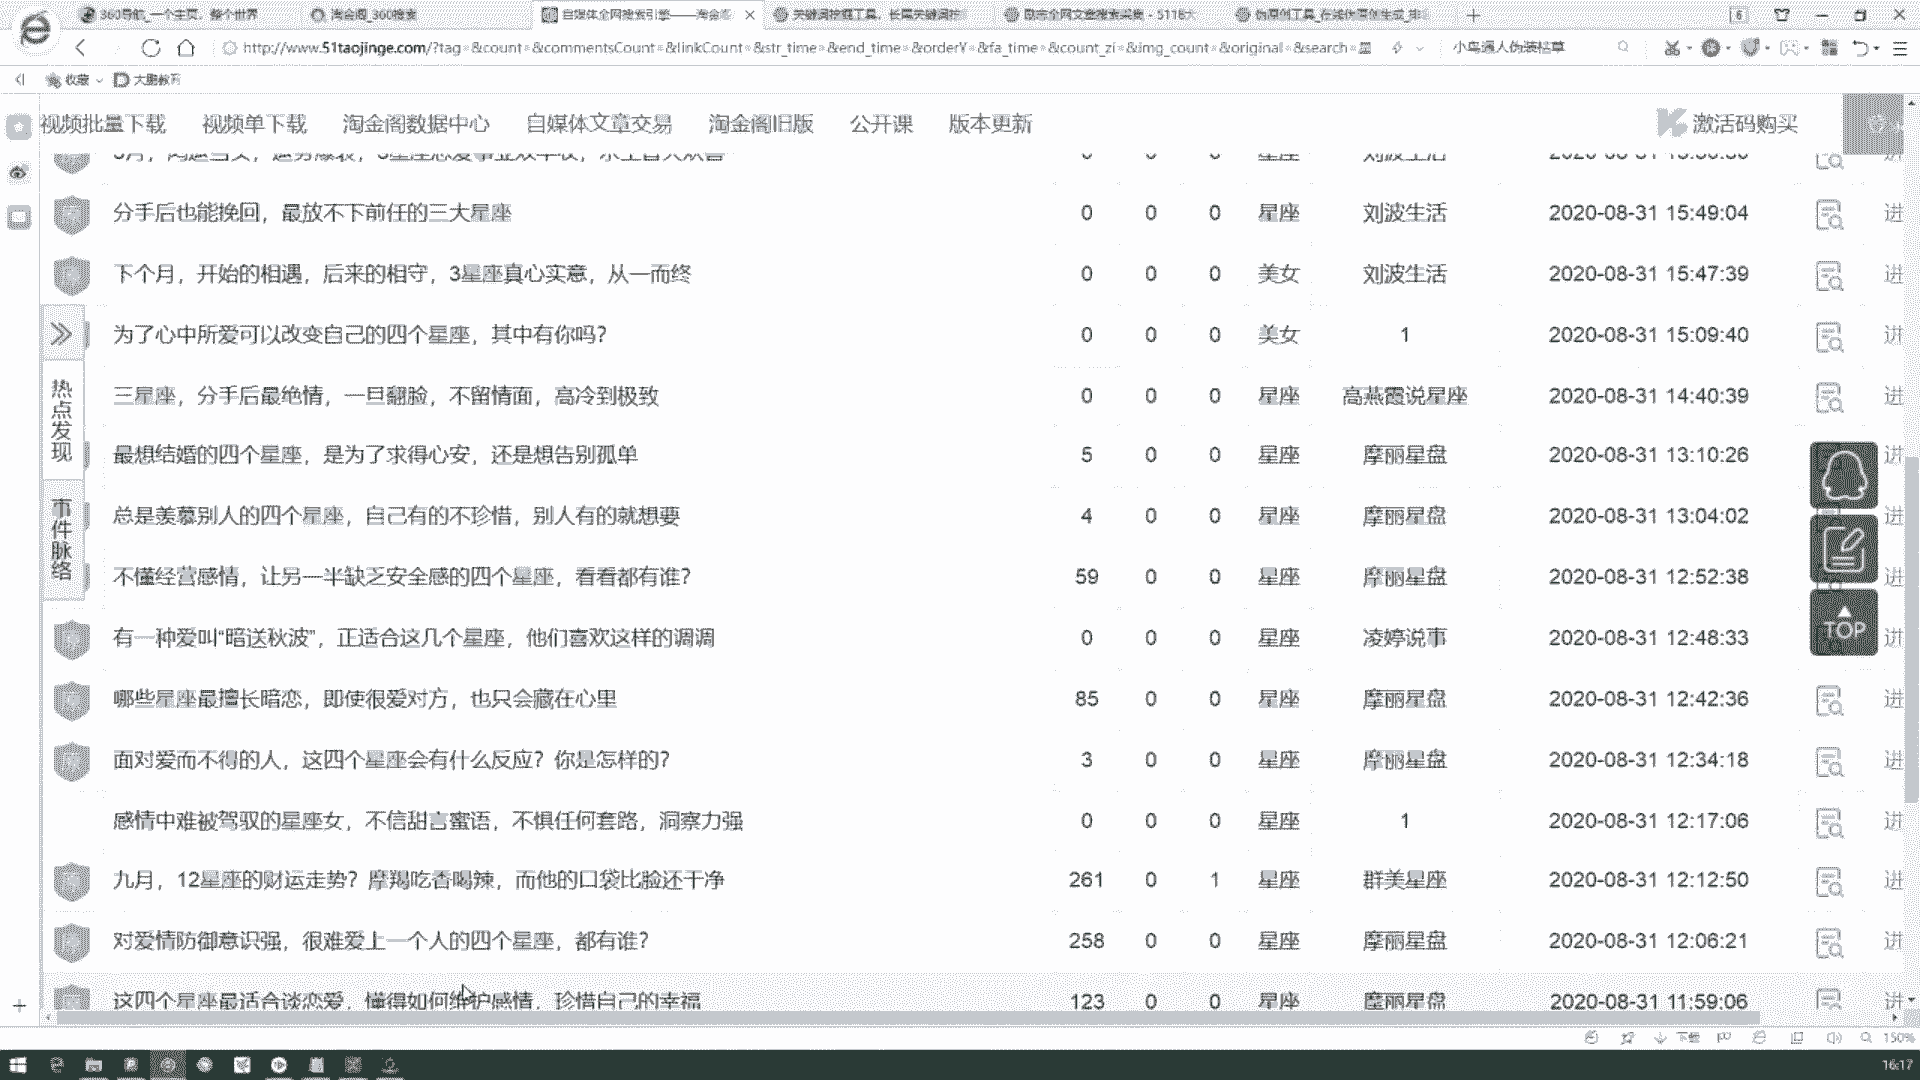 360导航_一个主页，整个世界
淘金阁_360搜索
自媒体全网搜索引擎——淘金阁
关键词挖掘工具，长尾关键词挖
励志全网文章搜索采集 - 5118大
伪原创工具_在线伪原创生成_排
6
http://www.51taojinge.com/?tag=&count=&commentsCount=&linkCount=&str_time=&end_time=&orderY=&fa_time=&count_zi=&img_count=&original=&search=
收藏
大鹏教育
视频批量下载 视频单下载 淘金阁数据中心 自媒体文章交易 淘金阁旧版 公开课 版本更新 激活码购买
分手后也能挽回，最放不下前任的三大星座 0 0 0 星座 刘波生活 2020-08-31 15:49:04 进
下个月，开始的相遇，后来的相守，3星座真心实意，从一而终 0 0 0 美女 刘波生活 2020-08-31 15:47:39 进
为了心中所爱可以改变自己的四个星座，其中有你吗？ 0 0 0 美女 1 2020-08-31 15:09:40 进
三星座，分手后最绝情，一旦翻脸，不留情面，高冷到极致 0 0 0 星座 高燕霞说星座 2020-08-31 14:40:39 进
最想结婚的四个星座，是为了求得心安，还是想告别孤单 5 0 0 星座 摩丽星盘 2020-08-31 13:10:26 进
总是羡慕别人的四个星座，自己有的不珍惜，别人有的就想要 4 0 0 星座 摩丽星盘 2020-08-31 13:04:02 进
不懂经营感情，让另一半缺乏安全感的四个星座，看看都有谁？ 59 0 0 星座 摩丽星盘 2020-08-31 12:52:38 进
有一种爱叫“暗送秋波”，正适合这几个星座，他们喜欢这样的调调 0 0 0 星座 凌婷说事 2020-08-31 12:48:33 进
哪些星座最擅长暗恋，即使很爱对方，也只会藏在心里 85 0 0 星座 摩丽星盘 2020-08-31 12:42:36 进
面对爱而不得的人，这四个星座会有什么反应？你是怎样的？ 3 0 0 星座 摩丽星盘 2020-08-31 12:34:18 进
感情中难被驾驭的星座女，不信甜言蜜语，不惧任何套路，洞察力强 0 0 0 星座 1 2020-08-31 12:17:06 进
九月，12星座的财运走势？摩羯吃香喝辣，而他的口袋比脸还干净 261 0 1 星座 群美星座 2020-08-31 12:12:50 进
对爱情防御意识强，很难爱上一个人的四个星座，都有谁？ 258 0 0 星座 摩丽星盘 2020-08-31 12:06:21 进
这四个星座最适合谈恋爱，懂得如何维护感情，珍惜自己的幸福 123 0 0 星座 摩丽星盘 2020-08-31 11:59:06 进
热点发现
事件脉络
TOP
下载
150%
16:17